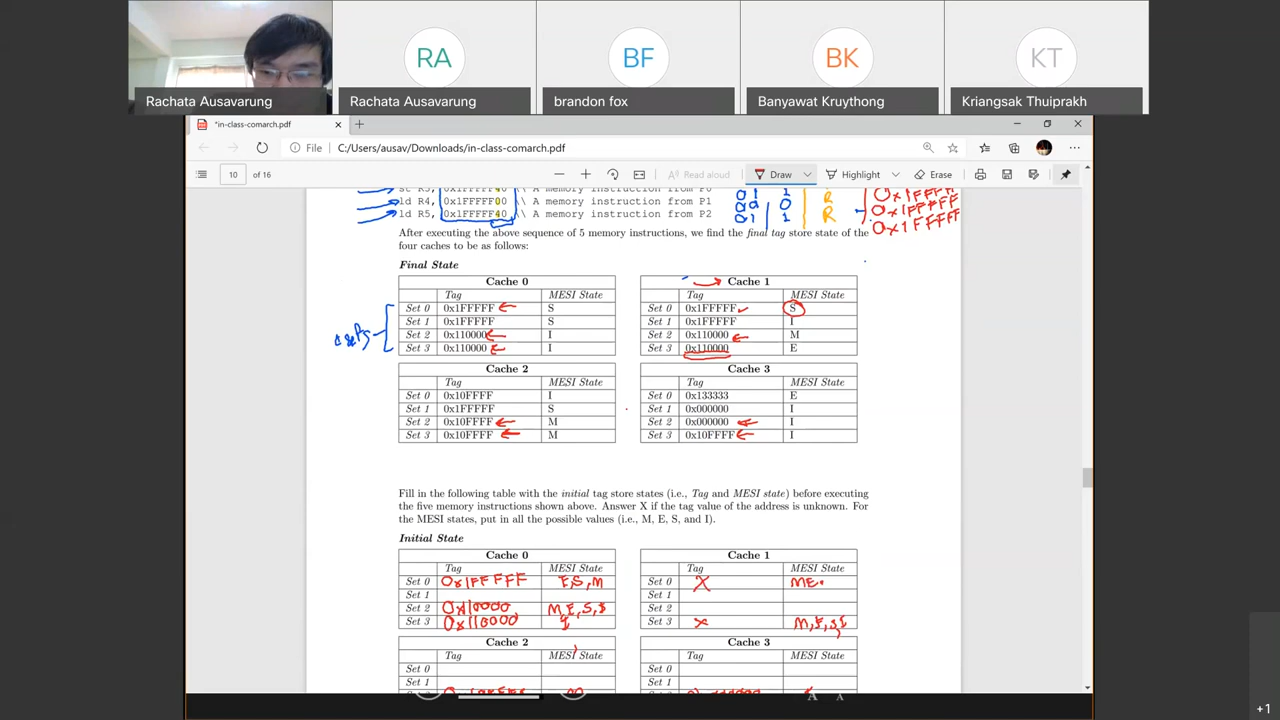 RA BF BK KT
Rachata Ausavarung Rachata Ausavarung brandon fox Banyawat Kruythong Kriangsak Thuiprakh
*in-class-comarch.pdf
File C:/Users/ausav/Downloads/in-class-comarch.pdf
10 of 16 Read aloud Draw Highlight Erase
ld R4, 0x1FFFFF00 \\ A memory instruction from P1
ld R5, 0x1FFFFF40 \\ A memory instruction from P2
After executing the above sequence of 5 memory instructions, we find the final tag store state of the
four caches to be as follows:
Final State
Cache 0 Cache 1
Tag MESI State Tag MESI State
Set 0 0x1FFFFF S Set 0 0x1FFFFF S
Set 1 0x1FFFFF S Set 1 0x1FFFFF I
Set 2 0x110000 I Set 2 0x110000 M
Set 3 0x110000 I Set 3 0x110000 E
Cache 2 Cache 3
Tag MESI State Tag MESI State
Set 0 0x10FFFF I Set 0 0x133333 E
Set 1 0x1FFFFF S Set 1 0x000000 I
Set 2 0x10FFFF M Set 2 0x000000 I
Set 3 0x10FFFF M Set 3 0x10FFFF I
Fill in the following table with the initial tag store states (i.e., Tag and MESI state) before executing
the five memory instructions shown above. Answer X if the tag value of the address is unknown. For
the MESI states, put in all the possible values (i.e., M, E, S, and I).
Initial State
Cache 0 Cache 1
Tag MESI State Tag MESI State
Set 0 0x1FFFFF E,S,M Set 0 X ME
Set 1 Set 1
Set 2 0x110000 M,E,S,I Set 2
Set 3 0x110000 I Set 3 X M,E,S,I
Cache 2 Cache 3
Tag MESI State Tag MESI State
Set 0 Set 0
Set 1 Set 1
+1